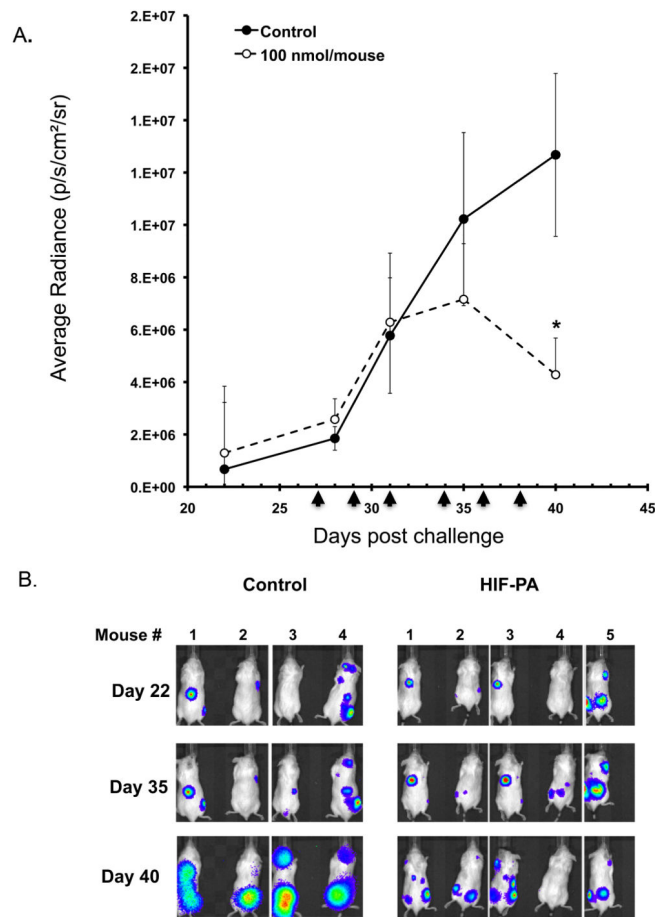 A.
Control
100 nmol/mouse
Average Radiance (p/s/cm²/sr)
2.E+07
2.E+07
1.E+07
1.E+07
1.E+07
8.E+06
6.E+06
4.E+06
2.E+06
0.E+00
*
20 25 30 35 40 45
Days post challenge
B.
Control HIF-PA
Mouse # 1 2 3 4 1 2 3 4 5
Day 22
Day 35
Day 40